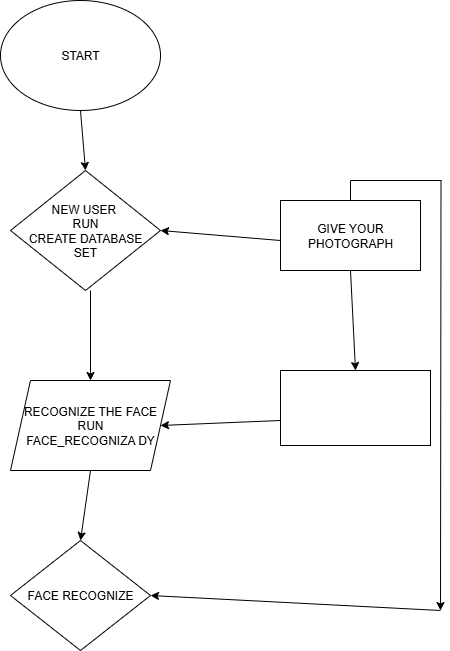 START
NEW USER
RUN
CREATE DATABASE
SET
GIVE YOUR
PHOTOGRAPH
RECOGNIZE THE FACE
RUN
FACE_RECOGNIZA DY
FACE RECOGNIZE